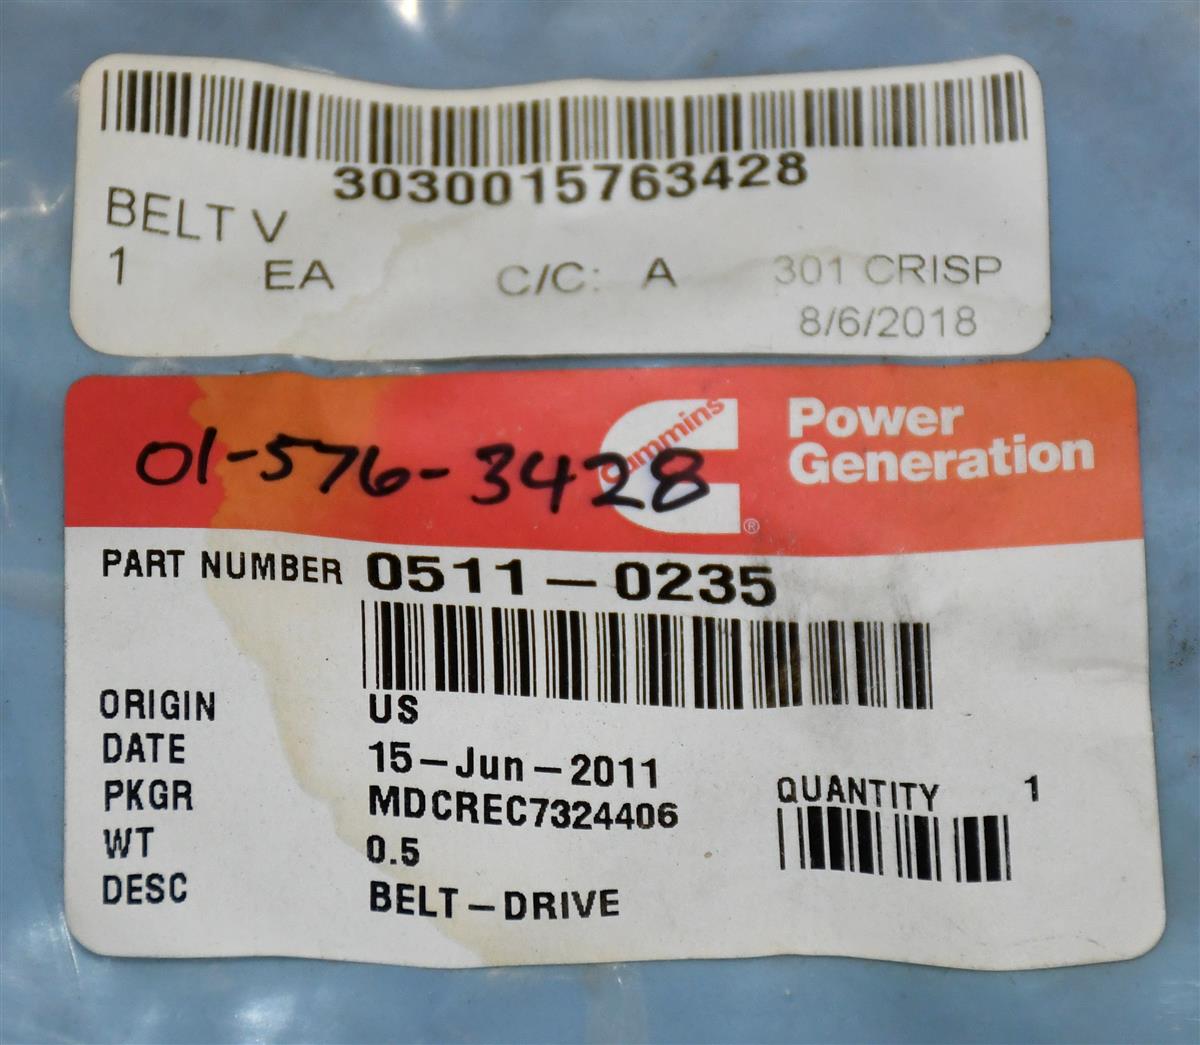 3030015763428
BELT V
1 EA C/C: A 301 CRISP
8/6/2018
Cummins
Power
Generation
®
01-576-3428
PART NUMBER 0511-0235
ORIGIN US
DATE 15-Jun-2011
PKGR MDCREC7324406
QUANTITY 1
WT 0.5
DESC BELT-DRIVE